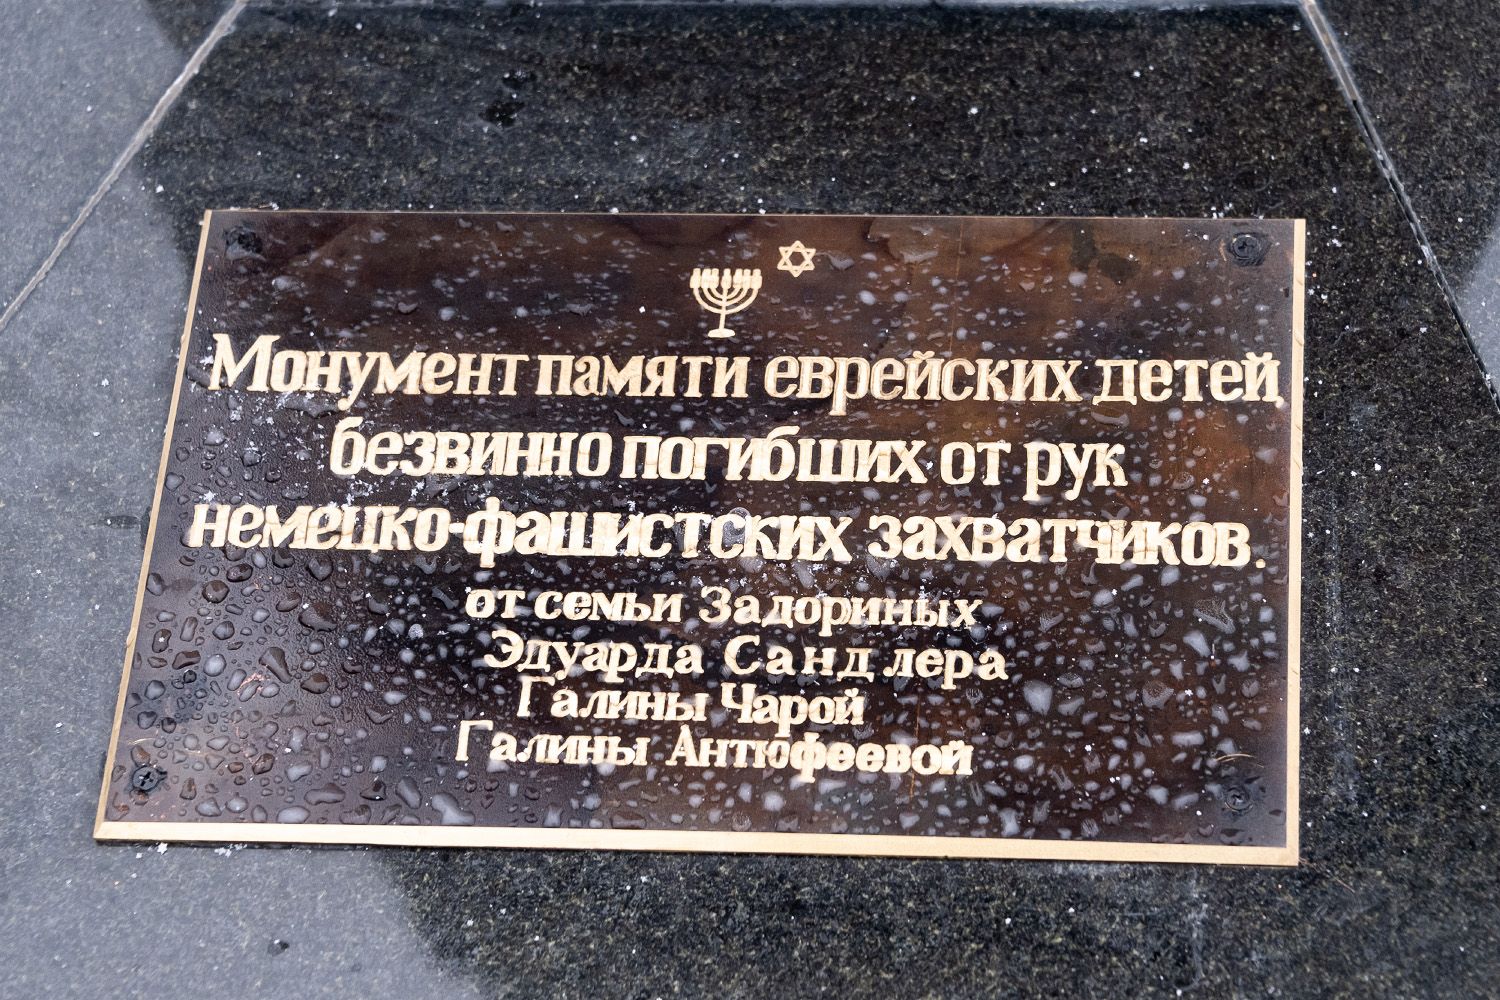 Монумент памяти еврейских детей,
безвинно погибших от рук
немецко-фашистских захватчиков.
от семьи Задориных
Эдуарда Сандлера
Галины Чарой
Галины Антюфеевой